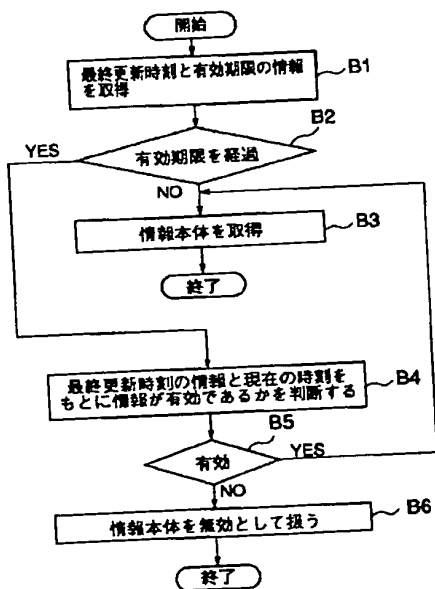 開始
最終更新時刻と有効期限の情報
を取得
B1
B2
有効期限を経過
YES
NO
情報本体を取得
B3
終了
最終更新時刻の情報と現在の時刻を
もとに情報が有効であるかを判断する
B4
B5
有効
YES
NO
情報本体を無効として扱う
B6
終了